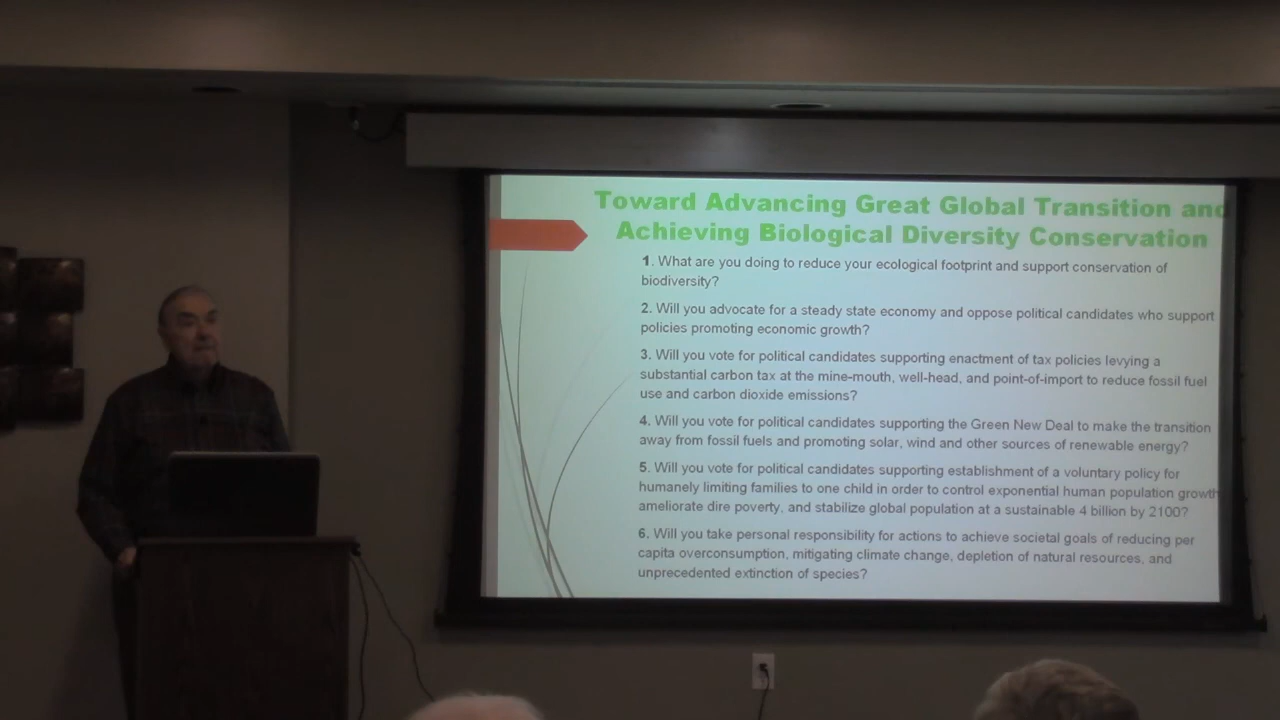 Toward Advancing Great Global Transition and
Achieving Biological Diversity Conservation
1. What are you doing to reduce your ecological footprint and support conservation of
biodiversity?
2. Will you advocate for a steady state economy and oppose political candidates who support
policies promoting economic growth?
3. Will you vote for political candidates supporting enactment of tax policies levying a
substantial carbon tax at the mine-mouth, well-head, and point-of-import to reduce fossil fuel
use and carbon dioxide emissions?
4. Will you vote for political candidates supporting the Green New Deal to make the transition
away from fossil fuels and promoting solar, wind and other sources of renewable energy?
5. Will you vote for political candidates supporting establishment of a voluntary policy for
humanely limiting families to one child in order to control exponential human population growth
ameliorate dire poverty, and stabilize global population at a sustainable 4 billion by 2100?
6. Will you take personal responsibility for actions to achieve societal goals of reducing per
capita overconsumption, mitigating climate change, depletion of natural resources, and
unprecedented extinction of species?